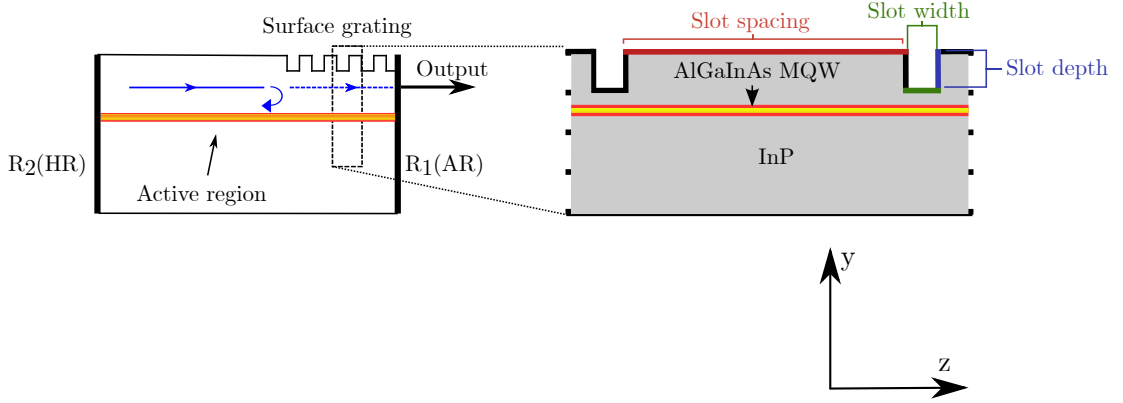 Surface grating
Output
R2(HR)
R1(AR)
Active region
Slot spacing
Slot width
AlGaInAs MQW
Slot depth
InP
y
z